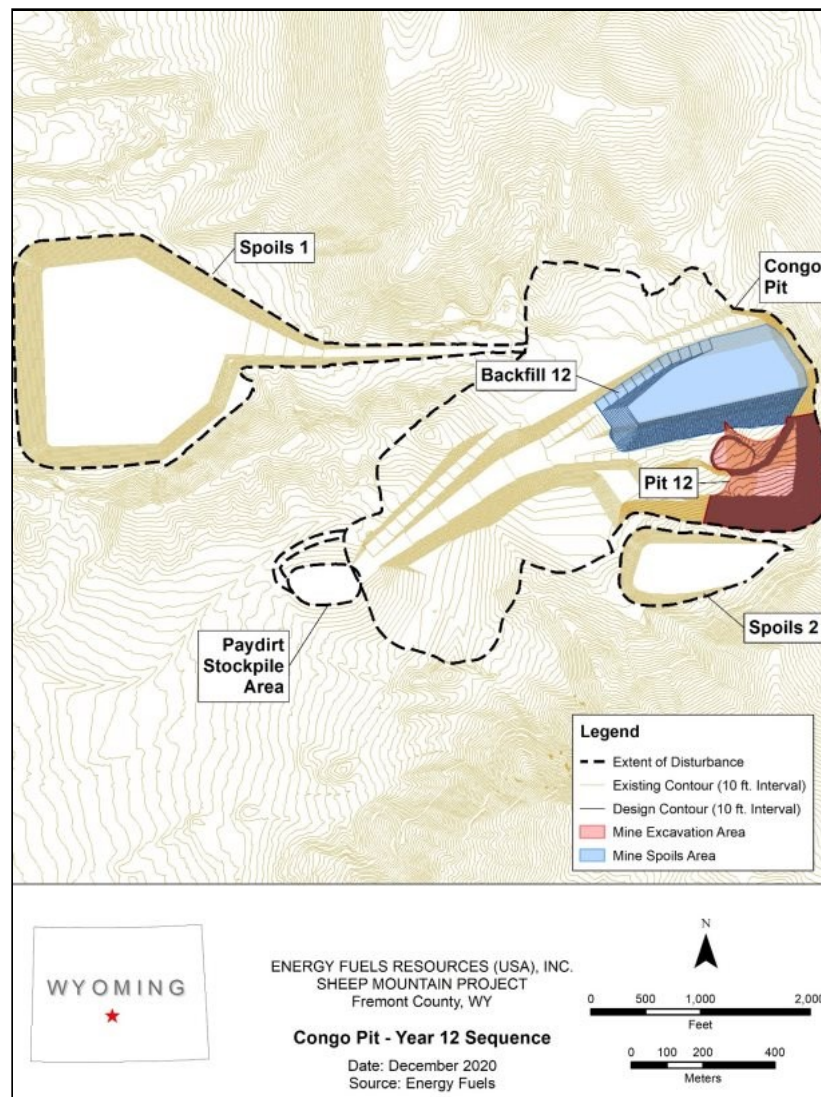 Spoils 1
Congo
Pit
Backfill 12
Pit 12
Spoils 2
Paydirt
Stockpile
Area
Legend
Extent of Disturbance
Existing Contour (10 ft. Interval)
Design Contour (10 ft. Interval)
Mine Excavation Area
Mine Spoils Area
WYOMING
ENERGY FUELS RESOURCES (USA), INC.
SHEEP MOUNTAIN PROJECT
Fremont County, WY
Congo Pit - Year 12 Sequence
Date: December 2020
Source: Energy Fuels
N
0 500 1,000 2,000
Feet
0 100 200 400
Meters